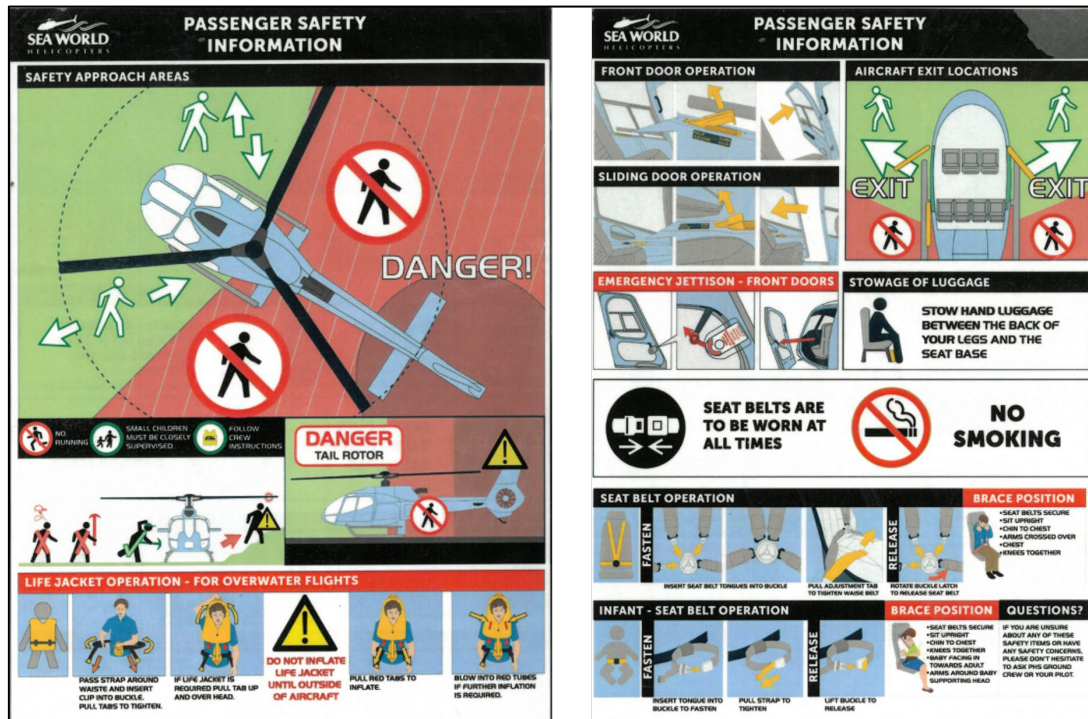 SEA WORLD
HELICOPTERS
PASSENGER SAFETY
INFORMATION
SAFETY APPROACH AREAS
DANGER!
NO
RUNNING
SMALL CHILDREN
MUST BE CLOSELY
SUPERVISED
FOLLOW
CREW
INSTRUCTIONS
DANGER
TAIL ROTOR
LIFE JACKET OPERATION - FOR OVERWATER FLIGHTS
PASS STRAP AROUND
WAISTE AND INSERT
CLIP INTO BUCKLE.
PULL TABS TO TIGHTEN.
IF LIFE JACKET IS
REQUIRED PULL TAB UP
AND OVER HEAD.
DO NOT INFLATE
LIFE JACKET
UNTIL OUTSIDE
OF AIRCRAFT
PULL RED TABS TO
INFLATE.
BLOW INTO RED TUBES
IF FURTHER INFLATION
IS REQUIRED.
SEA WORLD
HELICOPTERS
PASSENGER SAFETY
INFORMATION
FRONT DOOR OPERATION
SLIDING DOOR OPERATION
AIRCRAFT EXIT LOCATIONS
EXIT
EXIT
EMERGENCY JETTISON - FRONT DOORS
STOWAGE OF LUGGAGE
STOW HAND LUGGAGE
BETWEEN THE BACK OF
YOUR LEGS AND THE
SEAT BASE
SEAT BELTS ARE
TO BE WORN AT
ALL TIMES
NO
SMOKING
SEAT BELT OPERATION
FASTEN
INSERT SEAT BELT TONGUES INTO BUCKLE
PULL ADJUSTMENT TAB
TO TIGHTEN WAISE BELT
RELEASE
ROTATE BUCKLE LATCH
TO RELEASE SEAT BELT
BRACE POSITION
•SEAT BELTS SECURE
•SIT UPRIGHT
•CHIN TO CHEST
•ARMS CROSSED OVER
•CHEST
•KNEES TOGETHER
INFANT - SEAT BELT OPERATION
FASTEN
INSERT TONGUE INTO
BUCKLE TO FASTEN
PULL STRAP TO
TIGHTEN
RELEASE
LIFT BUCKLE TO
RELEASE
BRACE POSITION
•SEAT BELTS SECURE
•SIT UPRIGHT
•CHIN TO CHEST
•KNEES TOGETHER
•BABY FACING IN
TOWARDS ADULT
•ARMS AROUND BABY
SUPPORTING HEAD
QUESTIONS?
IF YOU ARE UNSURE
ABOUT ANY OF THESE
SAFETY ITEMS OR HAVE
ANY SAFETY CONCERNS,
PLEASE DON'T HESITATE
TO ASK PHS GROUND
CREW OR YOUR PILOT.